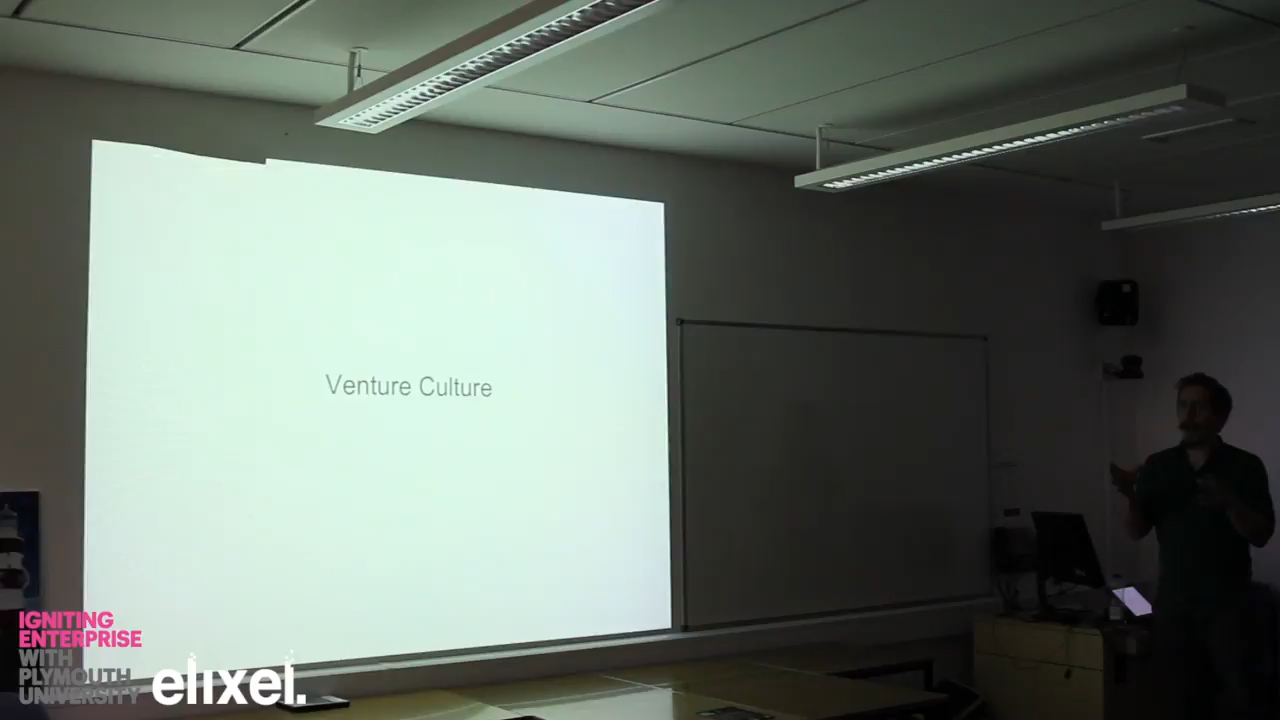 Venture Culture
IGNITING
ENTERPRISE
WITH
PLYMOUTH
UNIVERSITY
elixel.